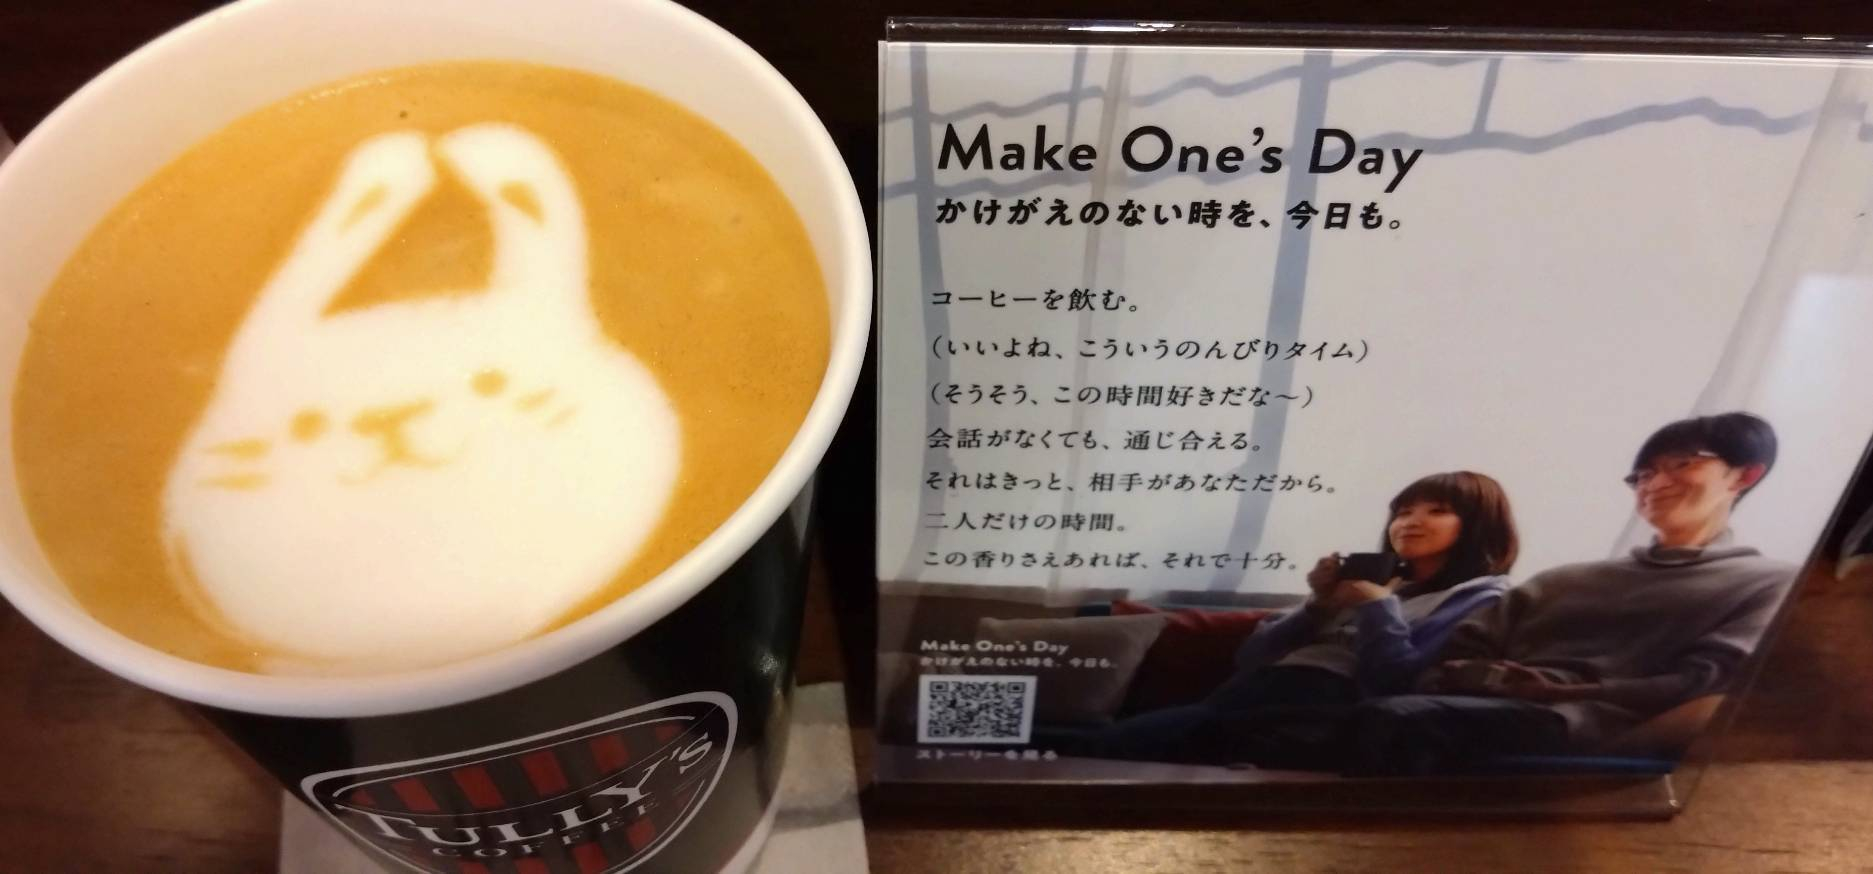 Make One's Day
かけがえのない時を、今日も。
コーヒーを飲む。
(いいよね、こういうのんびりタイム)
(そうそう、この時間好きだな〜)
会話がなくても、通じ合える。
それはきっと、相手があなただから。
二人だけの時間。
この香りさえあれば、それで十分。
Make One's Day
かけがえのない時を、今日も。
ストーリーを見る
TULLY'S
COFFEE